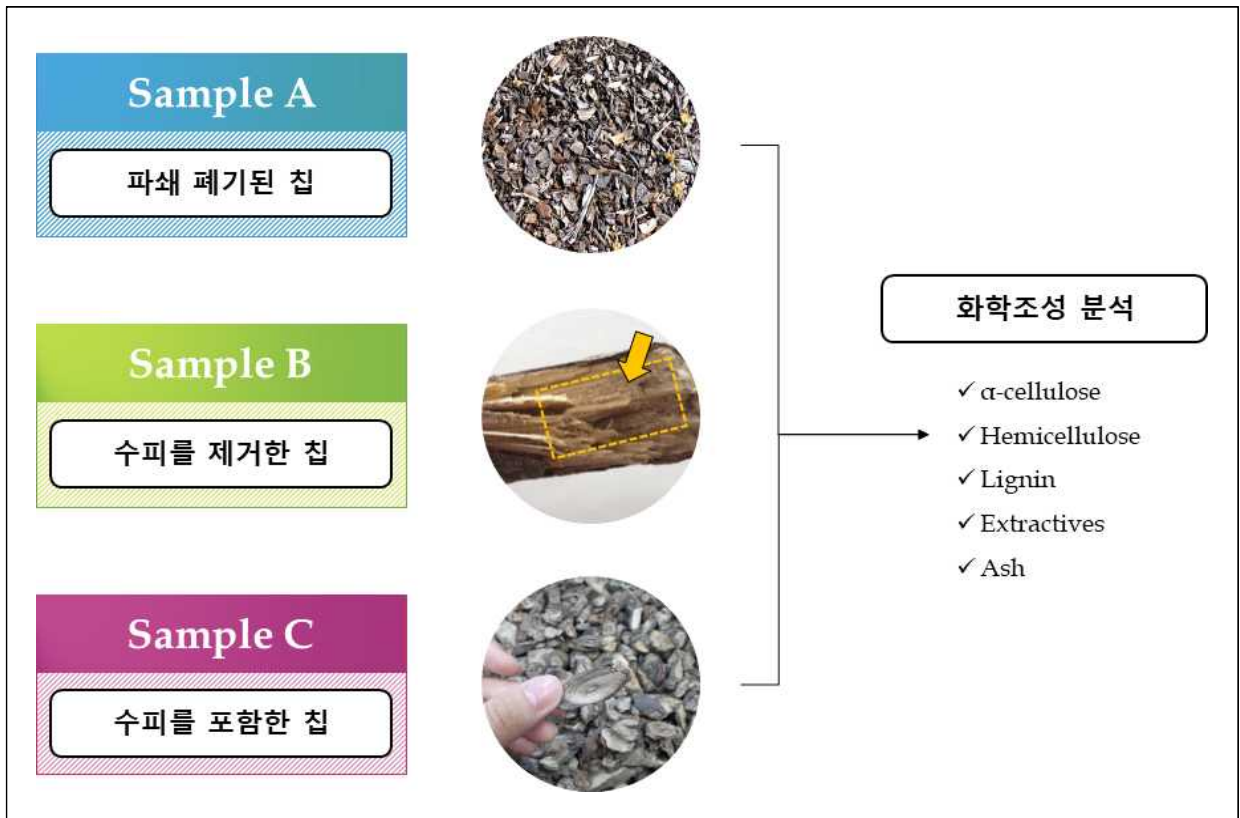 Sample A
파쇄 폐기된 칩
Sample B
수피를 제거한 칩
Sample C
수피를 포함한 칩
화학조성 분석
✓ α-cellulose
✓ Hemicellulose
✓ Lignin
✓ Extractives
✓ Ash